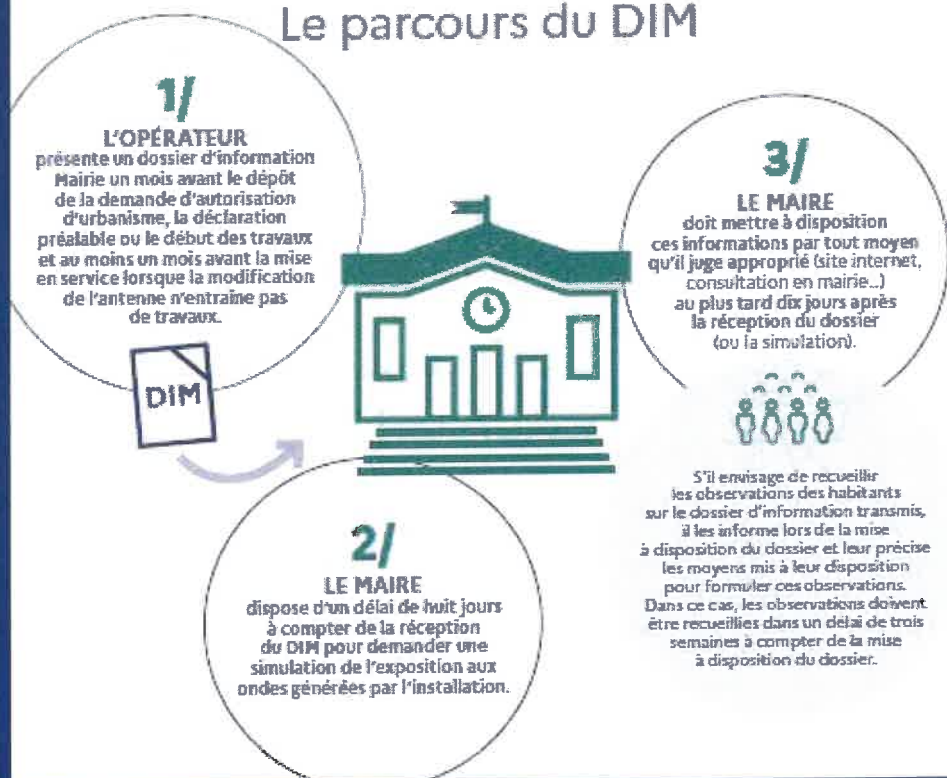 Le parcours du DIM
1/
L'OPÉRATEUR
présente un dossier d'information
Mairie un mois avant le dépôt
de la demande d'autorisation
d'urbanisme, la déclaration
préalable ou le début des travaux
et au moins un mois avant la mise
en service lorsque la modification
de l'antenne n'entraîne pas
de travaux.
DIM
2/
LE MAIRE
dispose d'un délai de huit jours
à compter de la réception
du DIM pour demander une
simulation de l'exposition aux
ondes générées par l'installation.
3/
LE MAIRE
doit mettre à disposition
ces informations par tout moyen
qu'il juge approprié (site internet,
consultation en mairie...)
au plus tard dix jours après
la réception du dossier
(ou la simulation).
S'il envisage de recueillir
les observations des habitants
sur le dossier d'information transmis,
il les informe lors de la mise
à disposition du dossier et leur précise
les moyens mis à leur disposition
pour formuler ces observations.
Dans ce cas, les observations doivent
être recueillies dans un délai de trois
semaines à compter de la mise
à disposition du dossier.